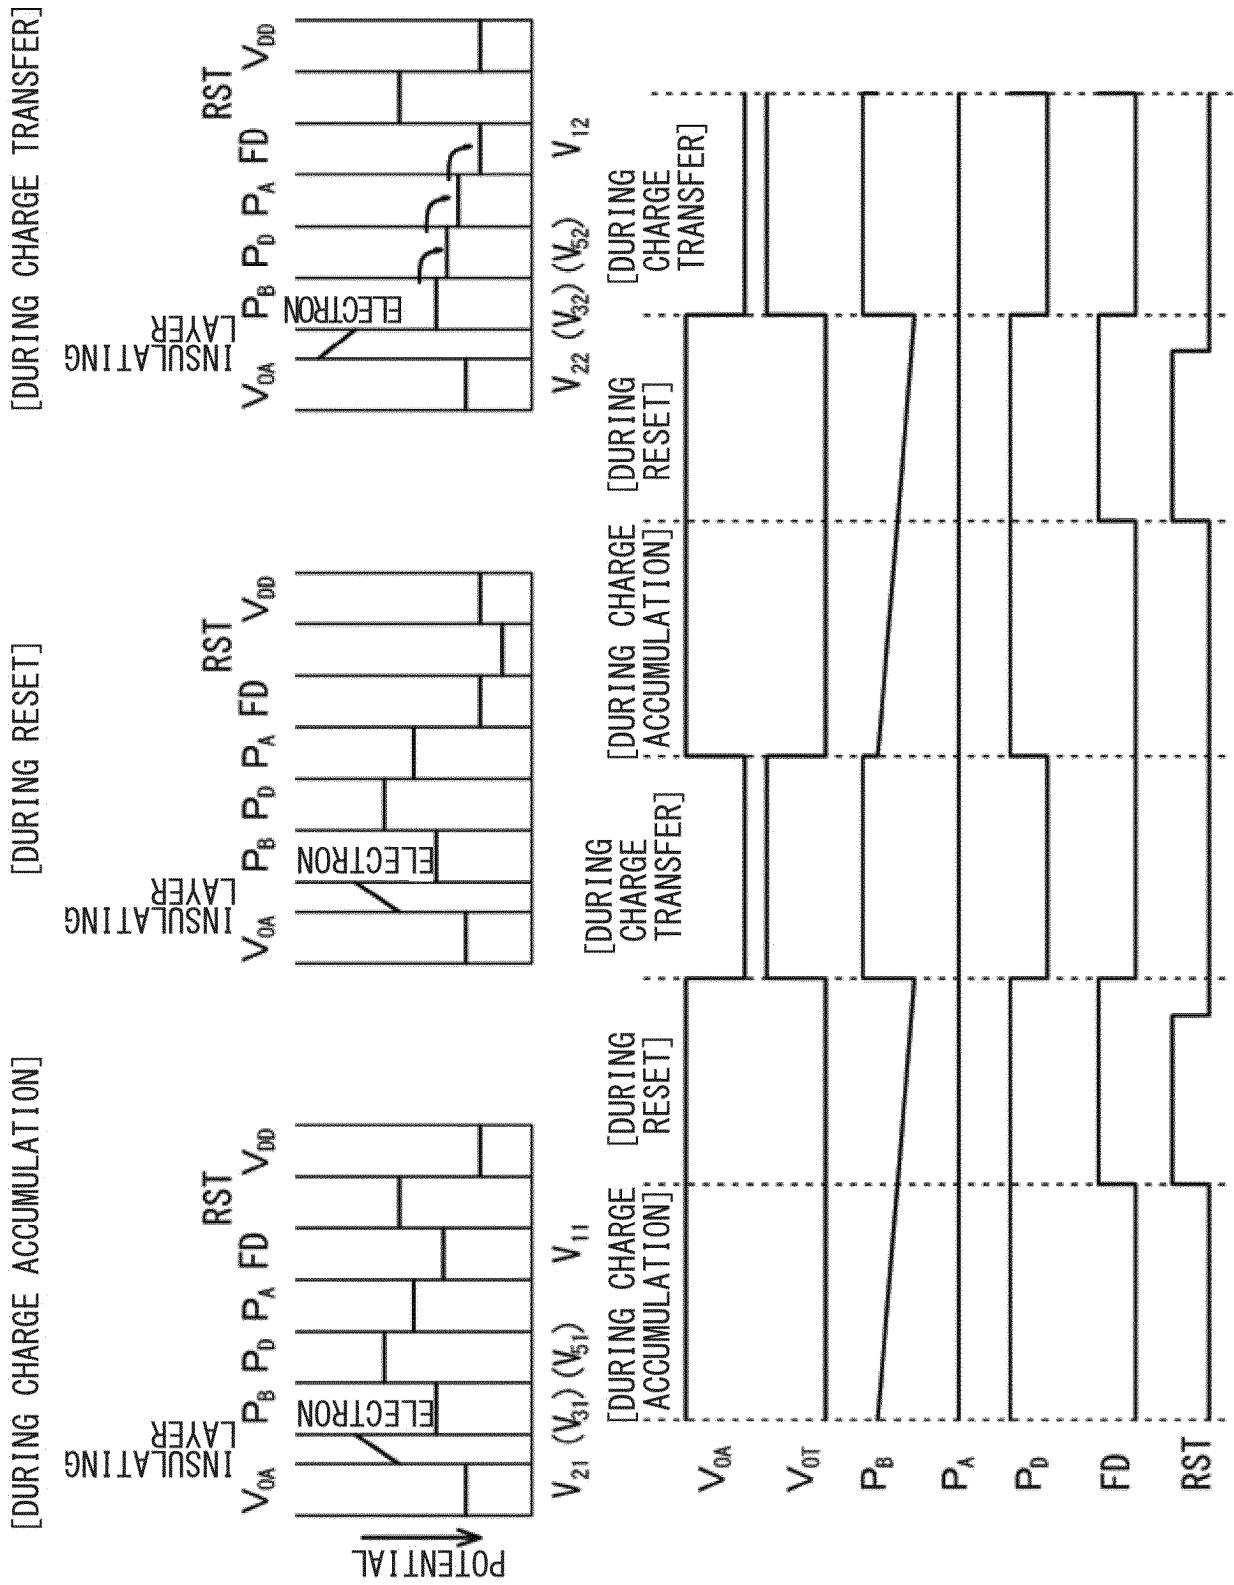 [DURING CHARGE ACCUMULATION]
INSULATING
LAYER
RST
V0A PB PD PA FD VDD
ELECTRON
POTENTIAL
V21 (V31) (V51) V11
[DURING RESET]
INSULATING
LAYER
RST
V0A PB PD PA FD VDD
ELECTRON
[DURING CHARGE TRANSFER]
INSULATING
LAYER
RST
V0A PB PD PA FD VDD
ELECTRON
V22 (V32) (V52) V12
[DURING CHARGE
ACCUMULATION]
[DURING
RESET]
[DURING
CHARGE
TRANSFER]
[DURING CHARGE
ACCUMULATION]
[DURING
RESET]
[DURING
CHARGE
TRANSFER]
V0A
V0T
PB
PA
PD
FD
RST